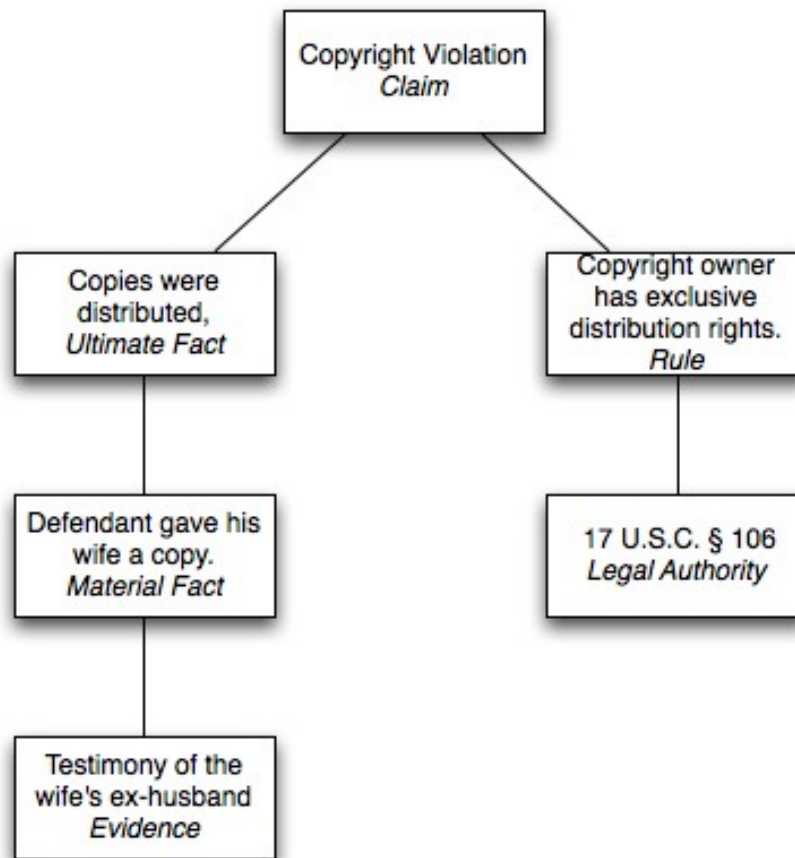 Copyright Violation
Claim
Copies were
distributed,
Ultimate Fact
Copyright owner
has exclusive
distribution rights.
Rule
Defendant gave his
wife a copy.
Material Fact
17 U.S.C. § 106
Legal Authority
Testimony of the
wife's ex-husband
Evidence